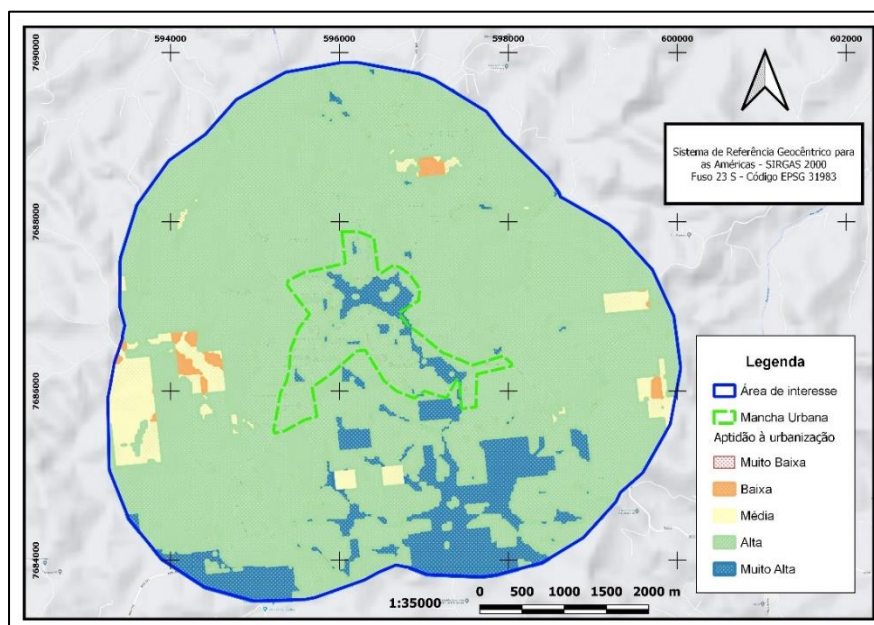 594000
596000
598000
600000
602000
7690000
7688000
7686000
7684000
Sistema de Referência Geocêntrico para
as Américas - SIRGAS 2000
Fuso 23 S - Código EPSG 31983
Legenda
Área de interesse
Mancha Urbana
Aptidão à urbanização
Muito Baixa
Baixa
Média
Alta
Muito Alta
1:35000
0 500 1000 1500 2000 m